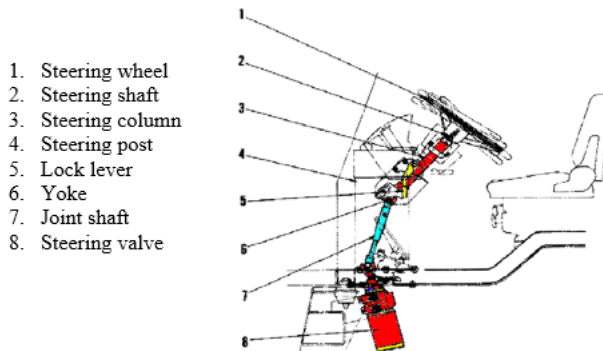 1. Steering wheel
2. Steering shaft
3. Steering column
4. Steering post
5. Lock lever
6. Yoke
7. Joint shaft
8. Steering valve
1
2
3
4
5
6
7
8